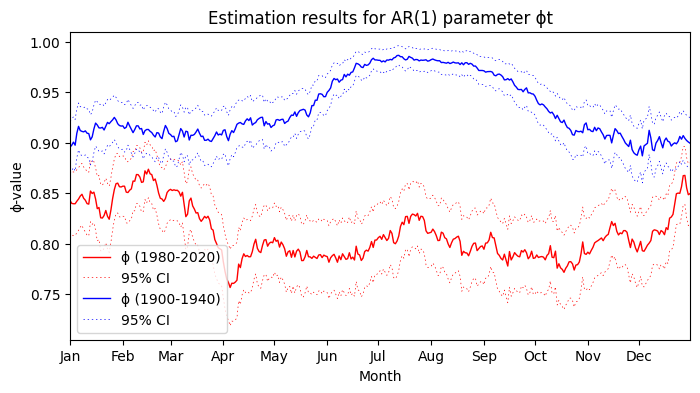 Estimation results for AR(1) parameter ϕt
1.00
0.95
0.90
0.85
0.80
0.75
ϕ-value
ϕ (1980-2020)
95% CI
ϕ (1900-1940)
95% CI
Jan Feb Mar Apr May Jun Jul Aug Sep Oct Nov Dec
Month